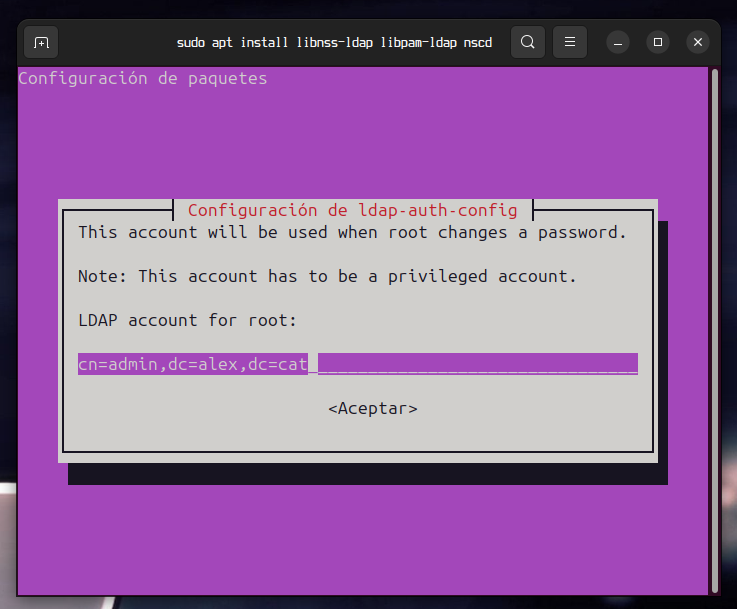 sudo apt install libnss-ldap libpam-ldap nscd
Configuración de paquetes
Configuración de ldap-auth-config
This account will be used when root changes a password.
Note: This account has to be a privileged account.
LDAP account for root:
cn=admin,dc=alex,dc=cat_________________________________
<Aceptar>